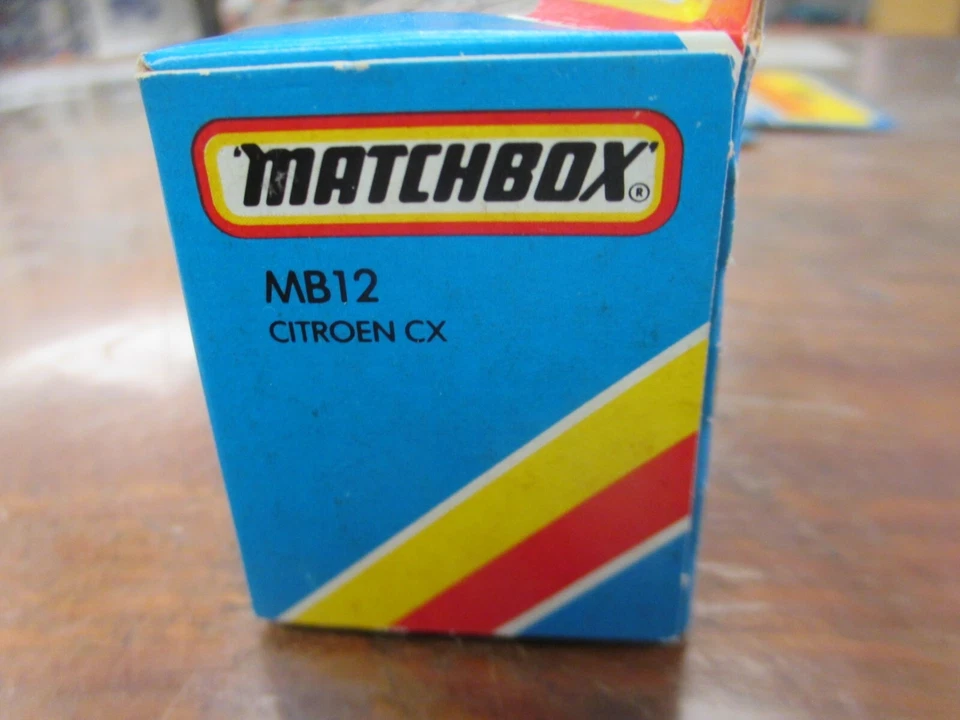 "MATCHBOX" ®
MB12
CITROEN CX